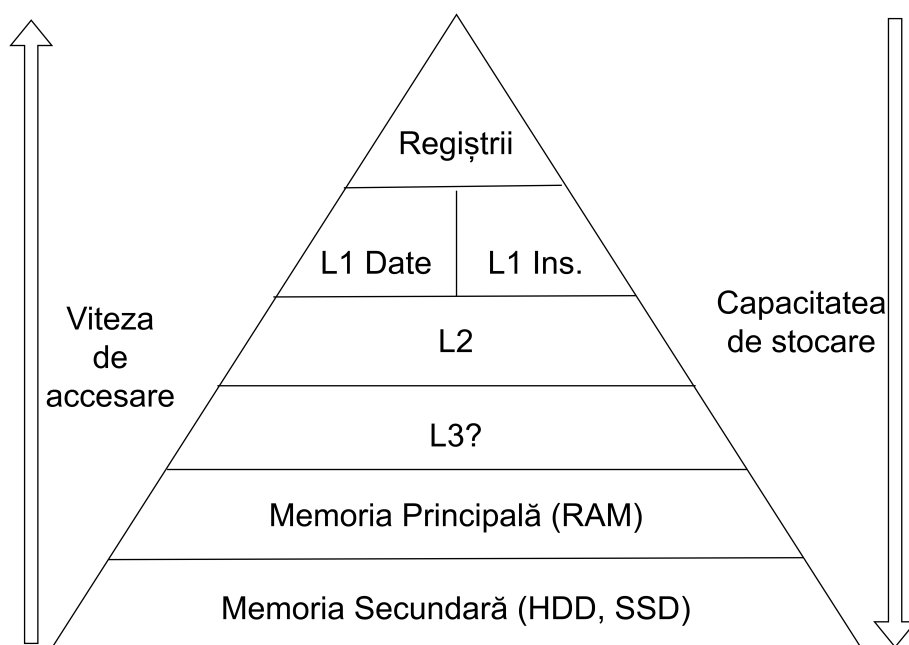 Regiștrii
L1 Date
L1 Ins.
Viteza
de
accesare
Capacitatea
de stocare
L2
L3?
Memoria Principală (RAM)
Memoria Secundară (HDD, SSD)